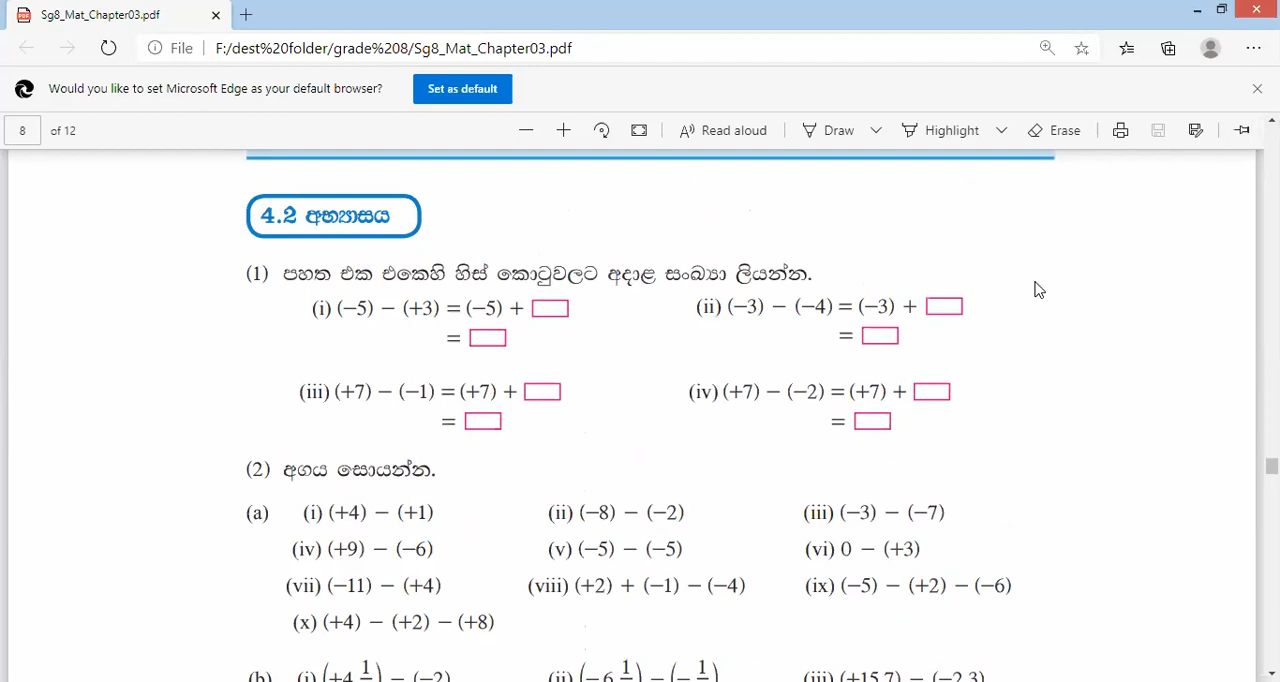 Sg8_Mat_Chapter03.pdf
File F:/dest%20folder/grade%208/Sg8_Mat_Chapter03.pdf
Would you like to set Microsoft Edge as your default browser? Set as default
8 of 12 Read aloud Draw Highlight Erase
4.2 අභ්‍යාසය
(1) පහත එක එකෙහි හිස් කොටුවලට අදාළ සංඛ්‍යා ලියන්න.
(i) (−5) − (+3) = (−5) + (ii) (−3) − (−4) = (−3) +
= =
(iii) (+7) − (−1) = (+7) + (iv) (+7) − (−2) = (+7) +
= =
(2) අගය සොයන්න.
(a) (i) (+4) − (+1) (ii) (−8) − (−2) (iii) (−3) − (−7)
(iv) (+9) − (−6) (v) (−5) − (−5) (vi) 0 − (+3)
(vii) (−11) − (+4) (viii) (+2) + (−1) − (−4) (ix) (−5) − (+2) − (−6)
(x) (+4) − (+2) − (+8)